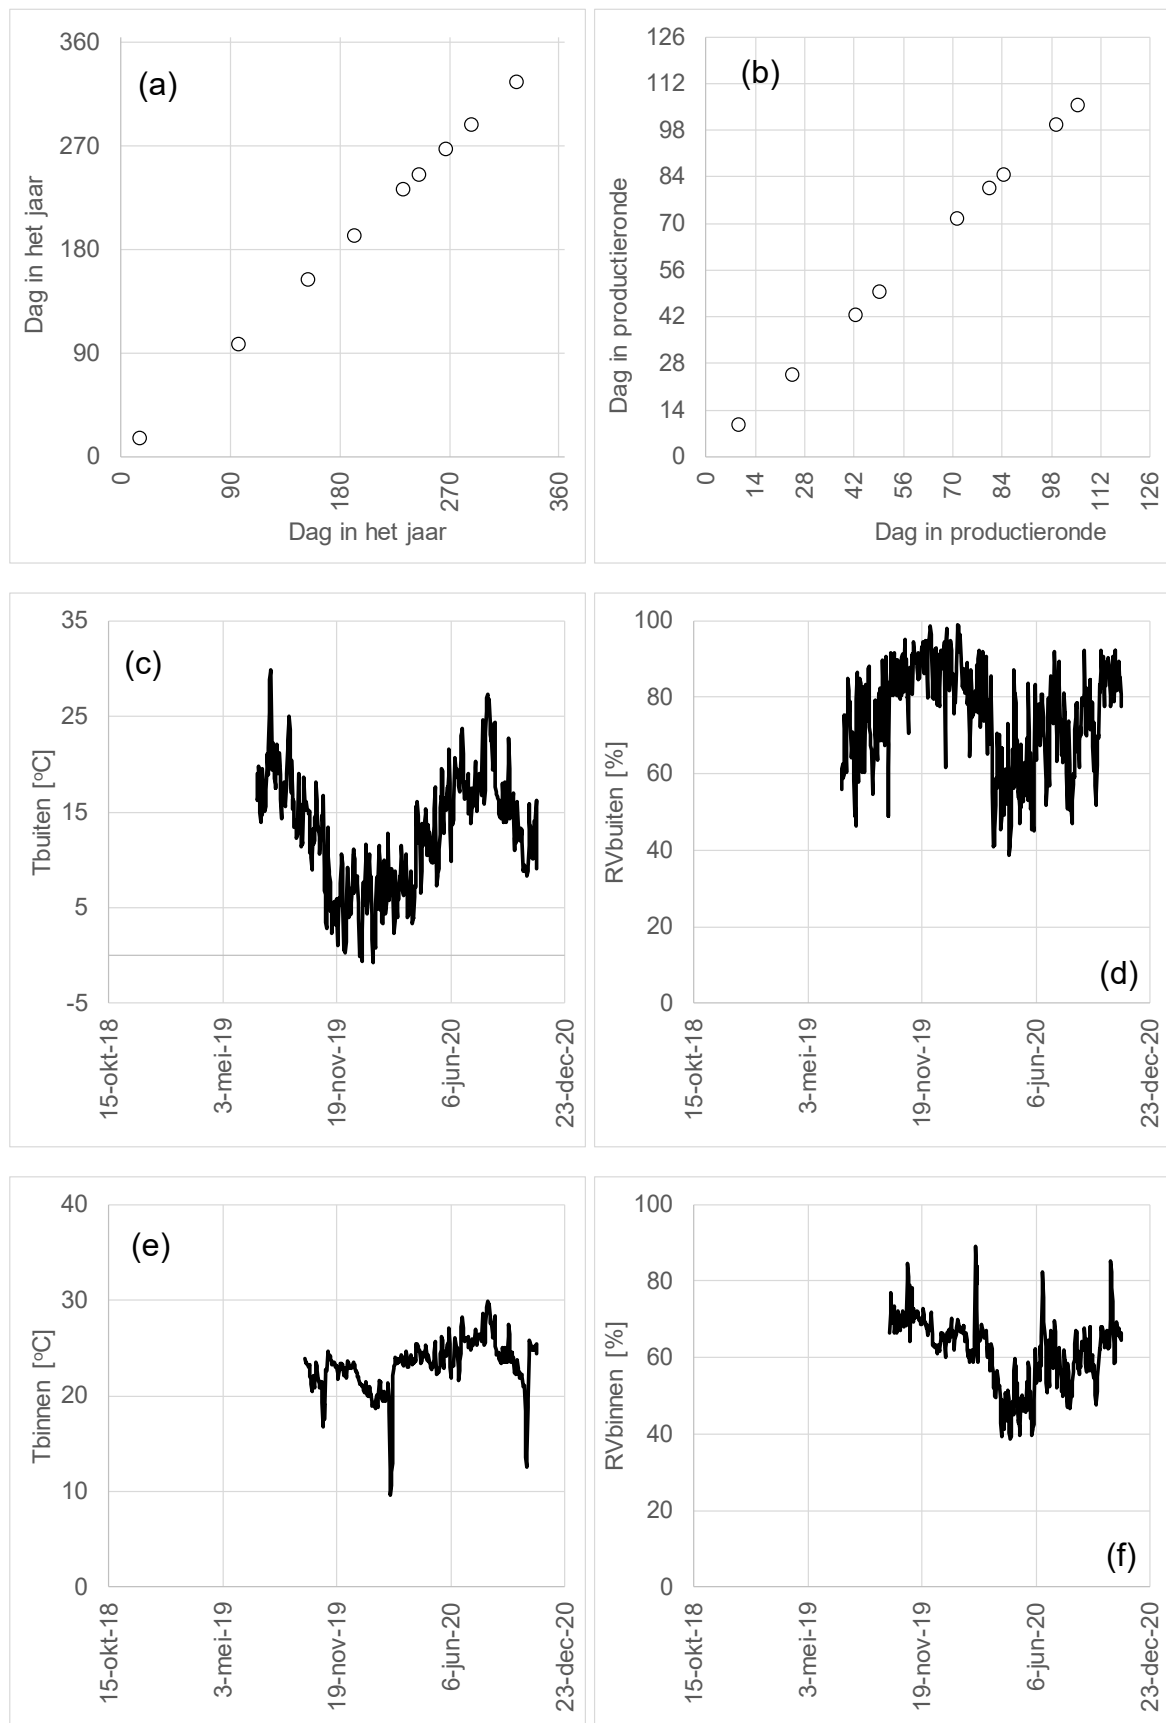 (a)
Dag in het jaar
360
270
180
90
0
0
90
180
270
360
Dag in het jaar
(b)
Dag in productieronde
126
112
98
84
70
56
42
28
14
0
0
14
28
42
56
70
84
98
112
126
Dag in productieronde
(c)
Tbuiten [°C]
35
25
15
5
-5
15-okt-18
3-mei-19
19-nov-19
6-jun-20
23-dec-20
(d)
RVbuiten [%]
100
80
60
40
20
0
15-okt-18
3-mei-19
19-nov-19
6-jun-20
23-dec-20
(e)
Tbinnen [°C]
40
30
20
10
0
15-okt-18
3-mei-19
19-nov-19
6-jun-20
23-dec-20
(f)
RVbinnen [%]
100
80
60
40
20
0
15-okt-18
3-mei-19
19-nov-19
6-jun-20
23-dec-20